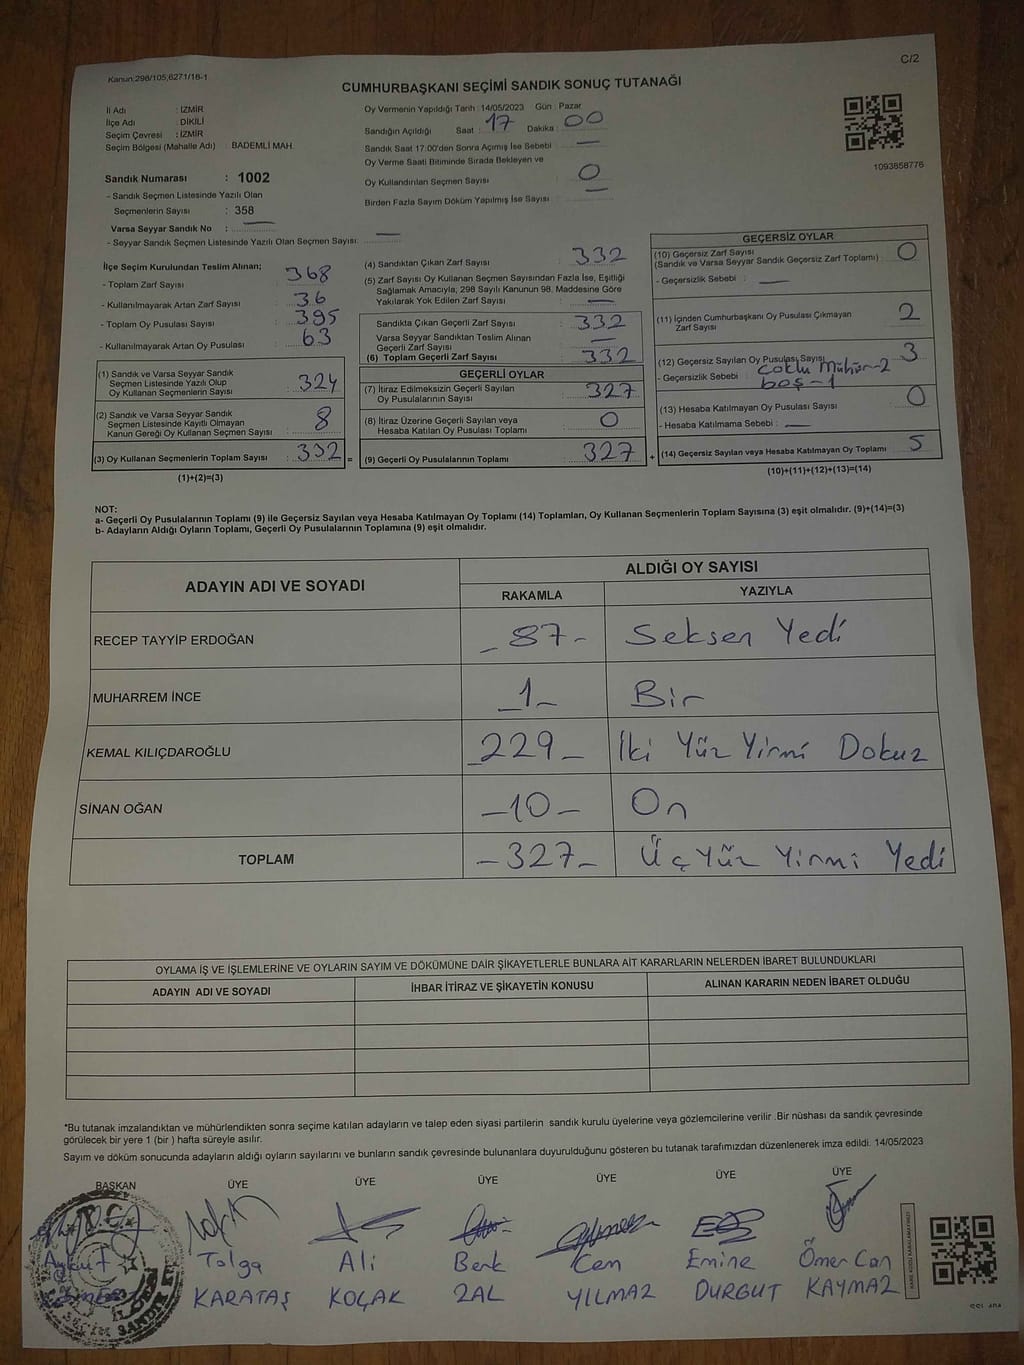 Kanun:298/105,6271/16-1
C/2
CUMHURBAŞKANI SEÇİMİ SANDIK SONUÇ TUTANAĞI
İl Adı : İZMİR
İlçe Adı : DİKİLİ
Seçim Çevresi : İZMİR
Seçim Bölgesi (Mahalle Adı) : BADEMLİ MAH.
Sandık Numarası : 1002
- Sandık Seçmen Listesinde Yazılı Olan
Seçmenlerin Sayısı : 358
Varsa Seyyar Sandık No : —
- Seyyar Sandık Seçmen Listesinde Yazılı Olan Seçmen Sayısı: —
Oy Vermenin Yapıldığı Tarih : 14/05/2023 Gün : Pazar
Sandığın Açıldığı Saat : 17 Dakika : 00
Sandık Saat 17:00'den Sonra Açımış İse Sebebi : —
Oy Verme Saati Bitiminde Sırada Bekleyen ve
Oy Kullandırılan Seçmen Sayısı : 0
Birden Fazla Sayım Döküm Yapılmış İse Sayısı : —
1093858776
İlçe Seçim Kurulundan Teslim Alınan;
- Toplam Zarf Sayısı : 368
- Kullanılmayarak Artan Zarf Sayısı : 36
- Toplam Oy Pusulası Sayısı : 395
- Kullanılmayarak Artan Oy Pusulası : 63
(1) Sandık ve Varsa Seyyar Sandık
Seçmen Listesinde Yazılı Olup
Oy Kullanan Seçmenlerin Sayısı : 324
(2) Sandık ve Varsa Seyyar Sandık
Seçmen Listesinde Kayıtlı Olmayan
Kanun Gereği Oy Kullanan Seçmen Sayısı : 8
(3) Oy Kullanan Seçmenlerin Toplam Sayısı : 332 =
(1)+(2)=(3)
(4) Sandıktan Çıkan Zarf Sayısı : 332
(5) Zarf Sayısı Oy Kullanan Seçmen Sayısından Fazla İse, Eşitliği
Sağlamak Amacıyla, 298 Sayılı Kanunun 98. Maddesine Göre
Yakılarak Yok Edilen Zarf Sayısı : —
Sandıkta Çıkan Geçerli Zarf Sayısı : 332
Varsa Seyyar Sandıktan Teslim Alınan
Geçerli Zarf Sayısı : —
(6) Toplam Geçerli Zarf Sayısı : 332
GEÇERLİ OYLAR
(7) İtiraz Edilmeksizin Geçerli Sayılan
Oy Pusulalarının Sayısı : 327
(8) İtiraz Üzerine Geçerli Sayılan veya
Hesaba Katılan Oy Pusulası Toplamı : 0
(9) Geçerli Oy Pusulalarının Toplamı : 327 +
GEÇERSİZ OYLAR
(10) Geçersiz Zarf Sayısı
(Sandık ve Varsa Seyyar Sandık Geçersiz Zarf Toplamı) : 0
- Geçersizlik Sebebi : —
(11) İçinden Cumhurbaşkanı Oy Pusulası Çıkmayan
Zarf Sayısı : 2
(12) Geçersiz Sayılan Oy Pusulası Sayısı : 3
- Geçersizlik Sebebi : çoklu Mühür-2
boş-1
(13) Hesaba Katılmayan Oy Pusulası Sayısı : 0
- Hesaba Katılmama Sebebi : —
(14) Geçersiz Sayılan veya Hesaba Katılmayan Oy Toplamı : 5
(10)+(11)+(12)+(13)=(14)
NOT:
a- Geçerli Oy Pusulalarının Toplamı (9) ile Geçersiz Sayılan veya Hesaba Katılmayan Oy Toplamı (14) Toplamları, Oy Kullanan Seçmenlerin Toplam Sayısına (3) eşit olmalıdır. (9)+(14)=(3)
b- Adayların Aldığı Oyların Toplamı, Geçerli Oy Pusulalarının Toplamına (9) eşit olmalıdır.
ADAYIN ADI VE SOYADI ALDIĞI OY SAYISI
RAKAMLA YAZIYLA
RECEP TAYYİP ERDOĞAN -87- Seksen Yedi
MUHARREM İNCE -1- Bir
KEMAL KILIÇDAROĞLU -229- İki Yüz Yirmi Dokuz
SİNAN OĞAN -10- On
TOPLAM -327- Üç Yüz Yirmi Yedi
OYLAMA İŞ VE İŞLEMLERİNE VE OYLARIN SAYIM VE DÖKÜMÜNE DAİR ŞİKAYETLERLE BUNLARA AİT KARARLARIN NELERDEN İBARET BULUNDUKLARI
ADAYIN ADI VE SOYADI İHBAR İTİRAZ VE ŞİKAYETİN KONUSU ALINAN KARARIN NEDEN İBARET OLDUĞU
*Bu tutanak imzalandıktan ve mühürlendikten sonra seçime katılan adayların ve talep eden siyasi partilerin sandık kurulu üyelerine veya gözlemcilerine verilir .Bir nüshası da sandık çevresinde
görülecek bir yere 1 (bir ) hafta süreyle asılır.
Sayım ve döküm sonucunda adayların aldığı oyların sayılarını ve bunların sandık çevresinde bulunanlara duyurulduğunu gösteren bu tutanak tarafımızdan düzenlenerek imza edildi. 14/05/2023
BAŞKAN ÜYE ÜYE ÜYE ÜYE ÜYE ÜYE
Aykut Tolga Ali Berk Cem Emine Ömer Can
KARATAŞ KOÇAK ZAL YILMAZ DURGUT KAYMAZ